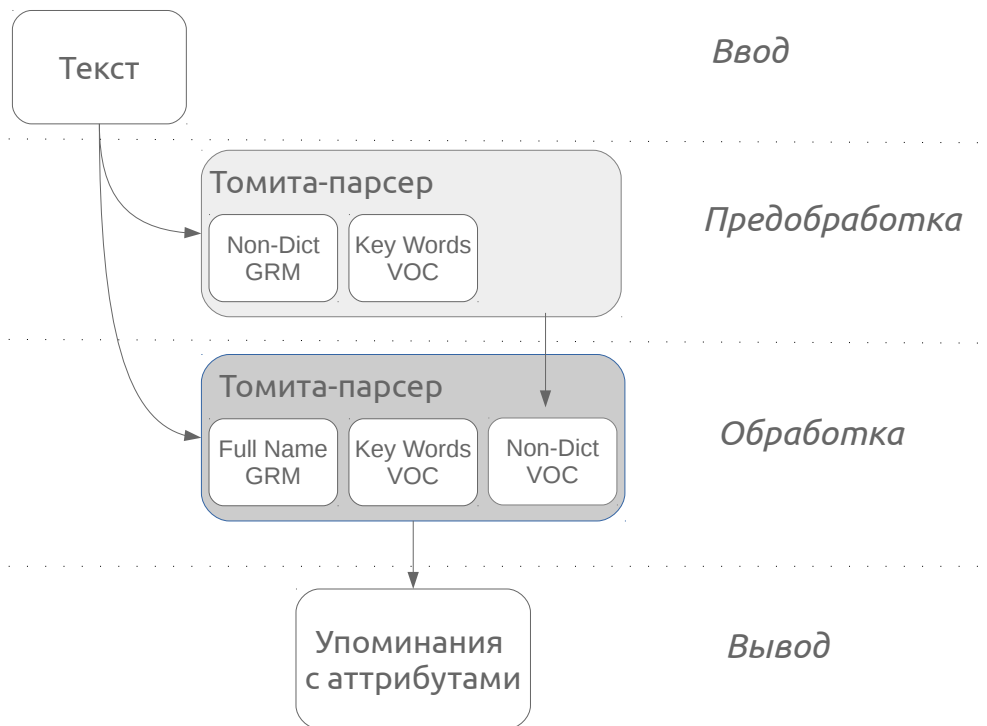 Текст
Ввод
Томита-парсер
Предобработка
Non-Dict
GRM
Key Words
VOC
Томита-парсер
Обработка
Full Name
GRM
Key Words
VOC
Non-Dict
VOC
Упоминания
с аттрибутами
Вывод